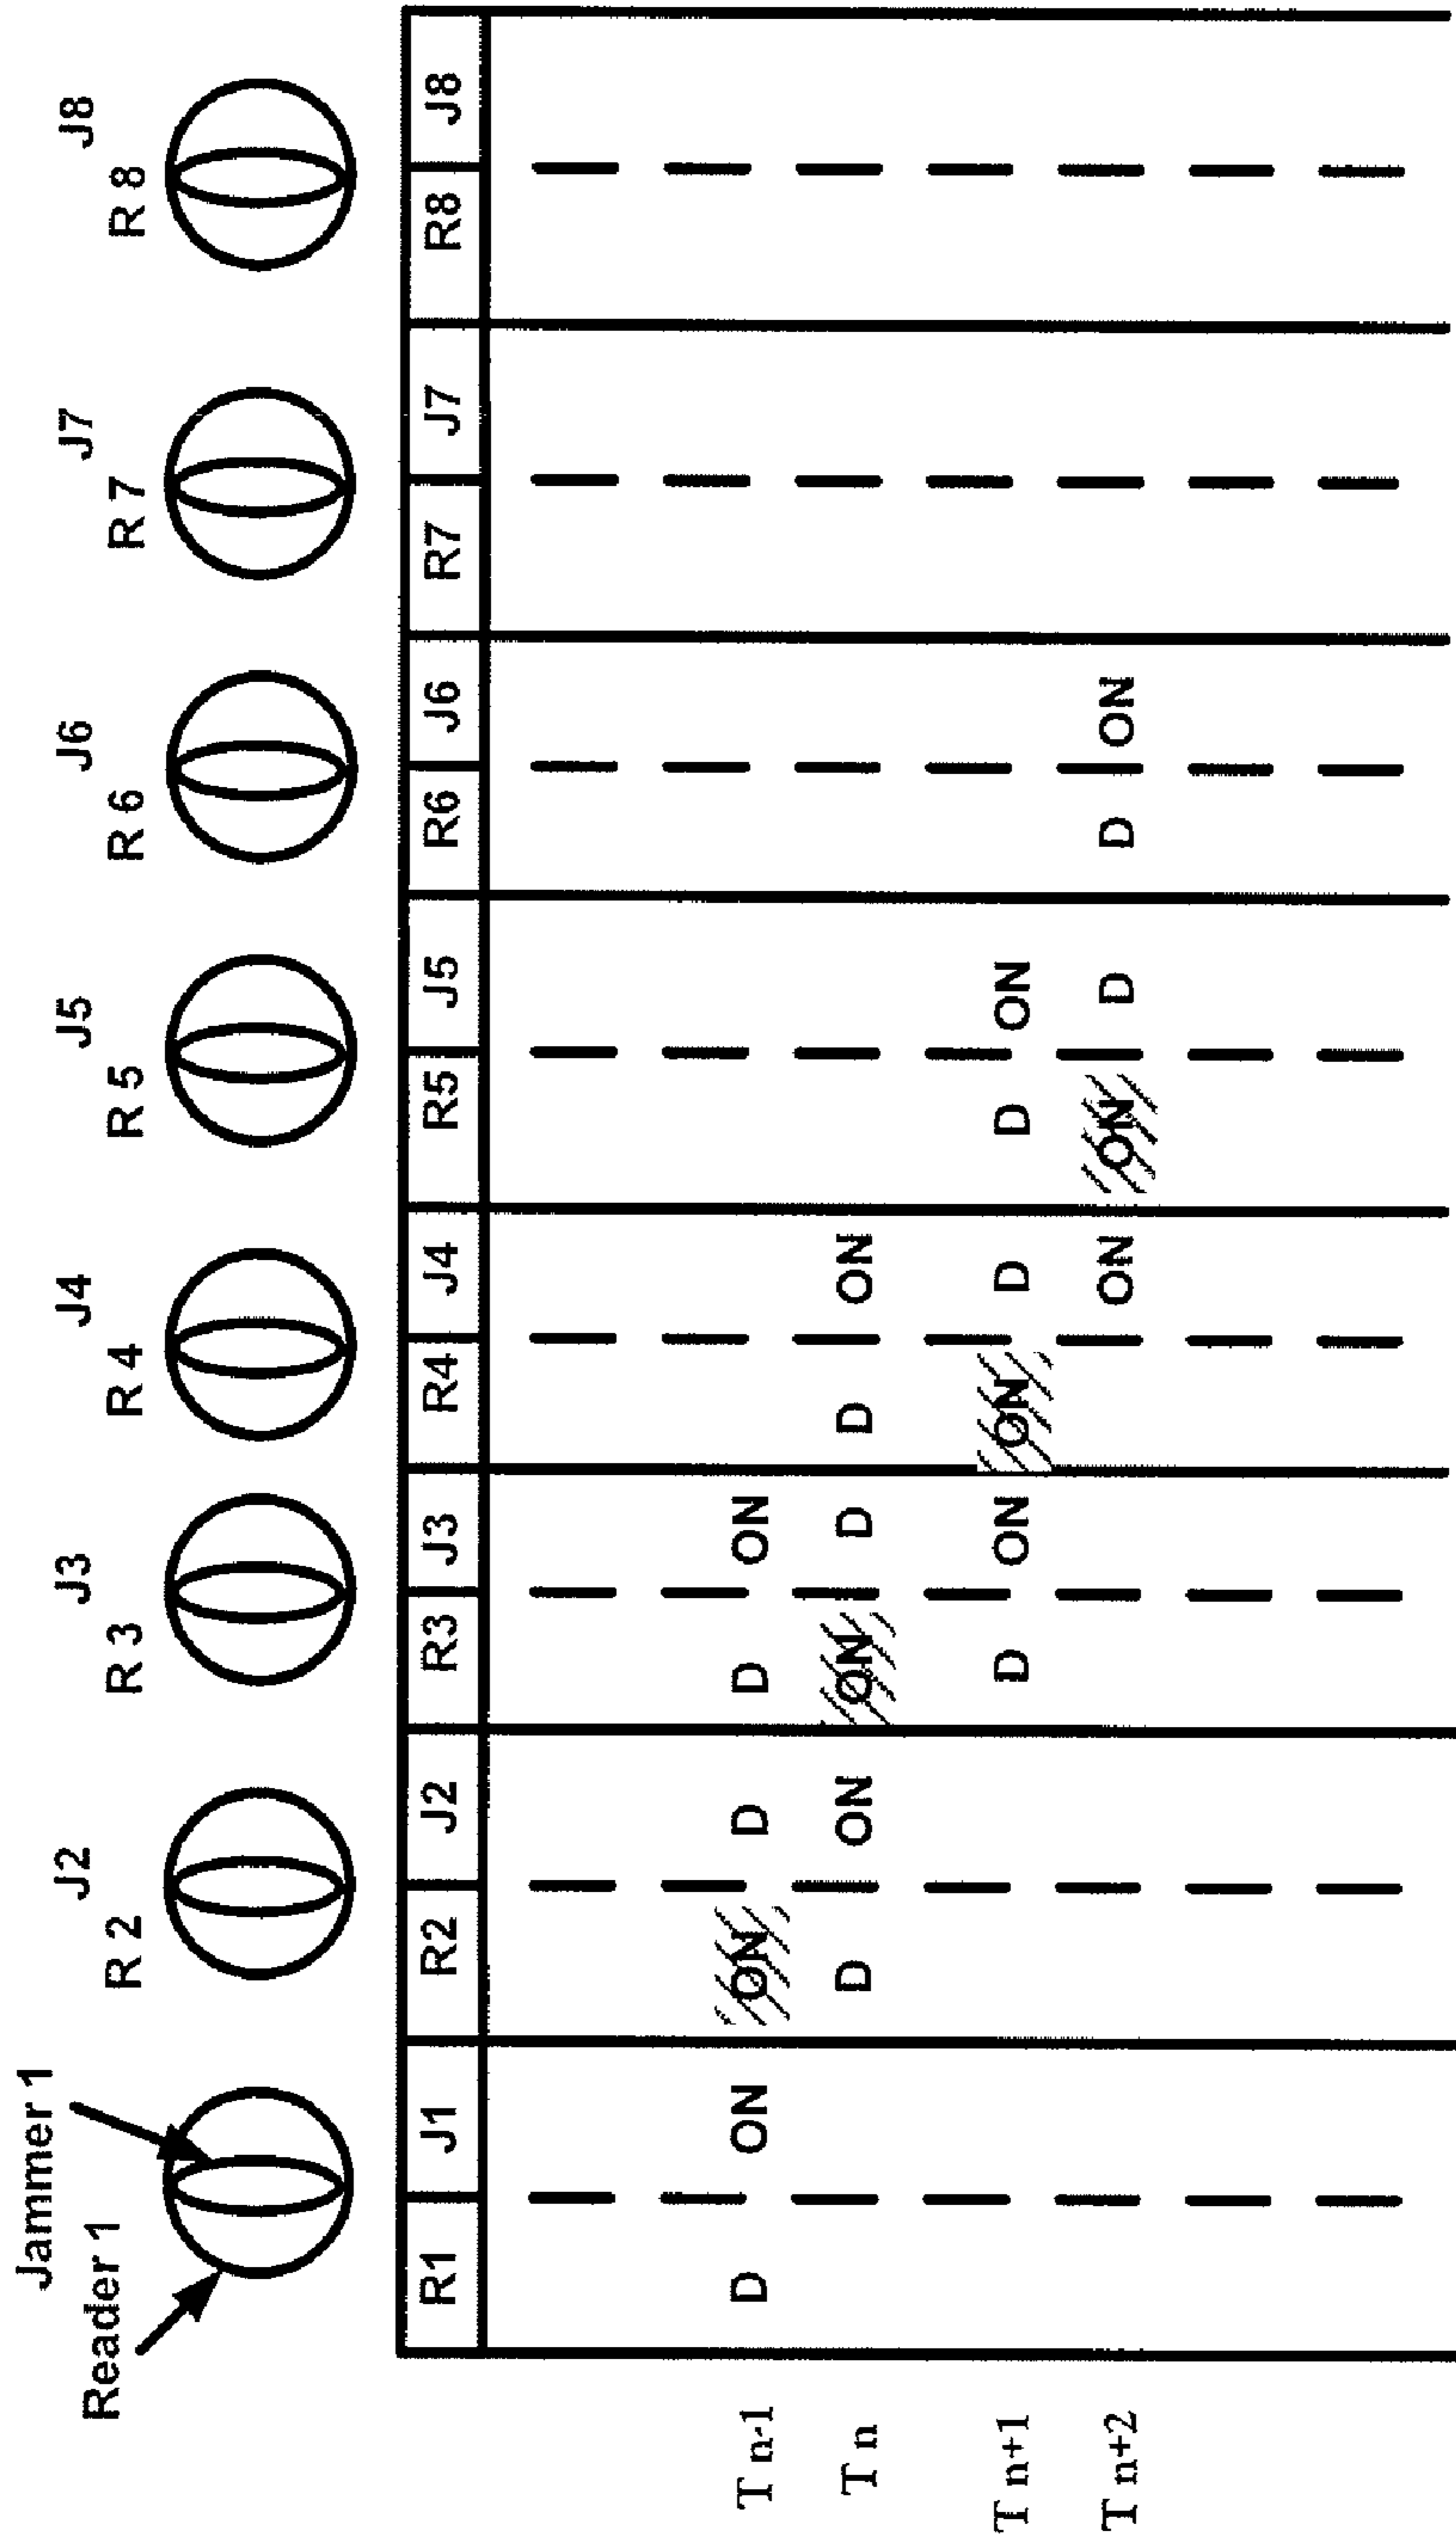 Jammer 1
Reader 1
J2
R 2
J3
R 3
J4
R 4
J5
R 5
J6
R 6
J7
R 7
J8
R 8
R1 J1 R2 J2 R3 J3 R4 J4 R5 J5 R6 J6 R7 J7 R8 J8
T n-1 D ON ON D D ON
T n D ON ON D D ON
T n+1 D ON ON D D ON
T n+2 ON ON D D ON